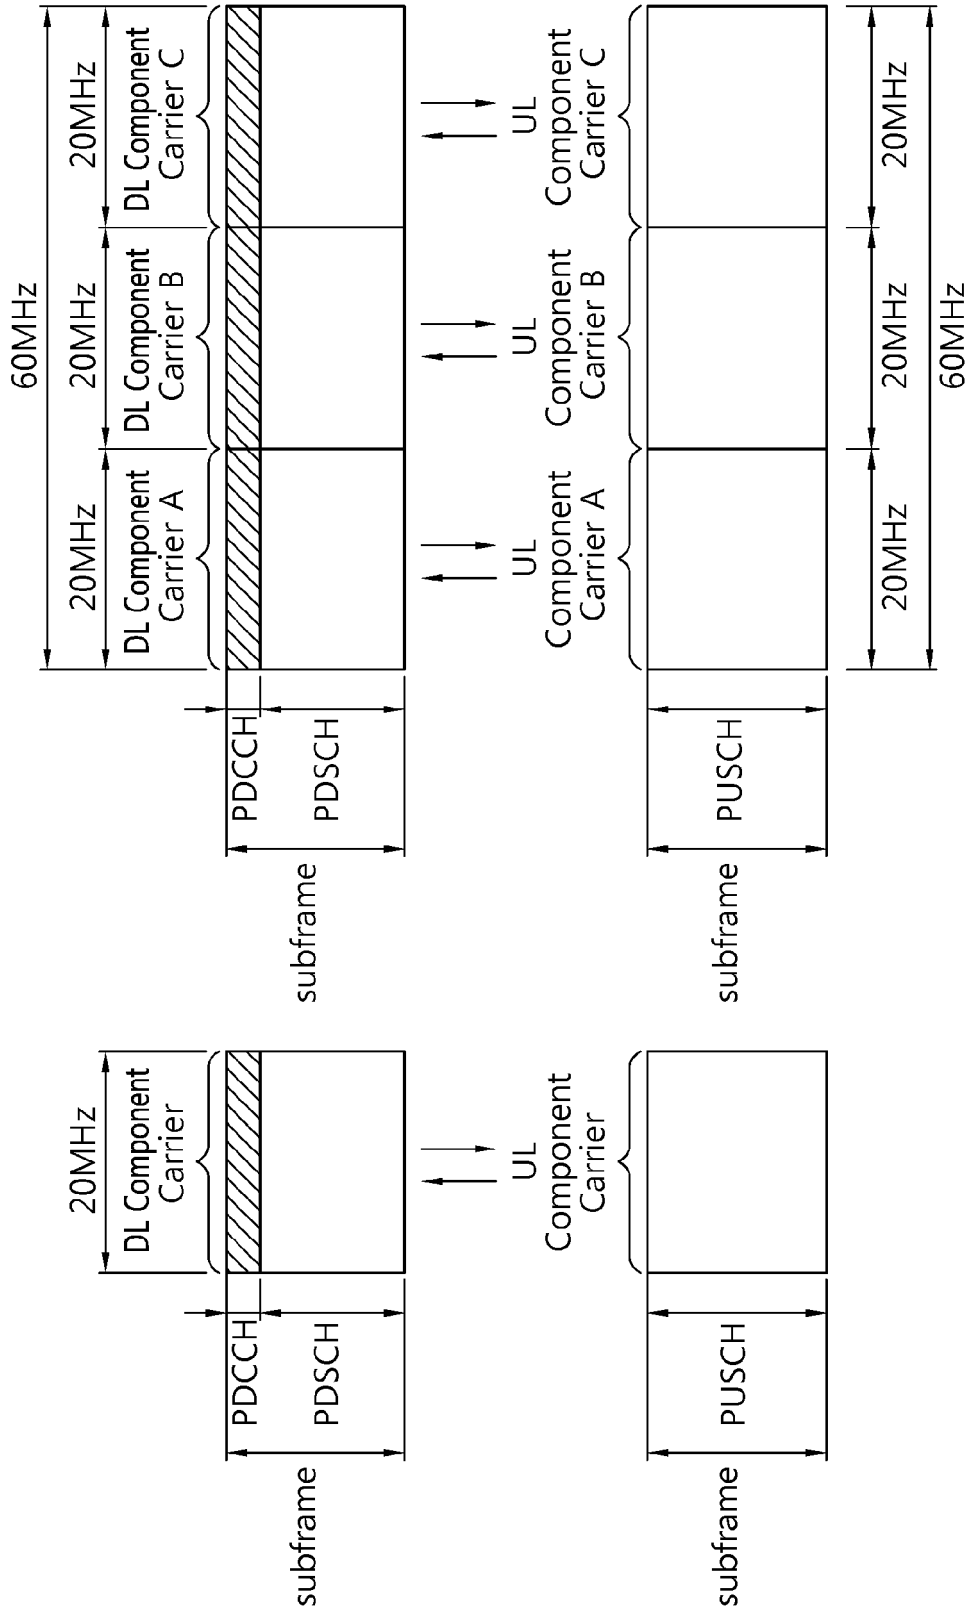 20MHz
DL Component
Carrier
PDCCH
PDSCH
subframe
UL
Component
Carrier
PUSCH
subframe
60MHz
20MHz
20MHz
20MHz
DL Component
Carrier A
DL Component
Carrier B
DL Component
Carrier C
PDCCH
PDSCH
subframe
UL
UL
UL
Component
Carrier A
Component
Carrier B
Component
Carrier C
PUSCH
subframe
20MHz
20MHz
20MHz
60MHz